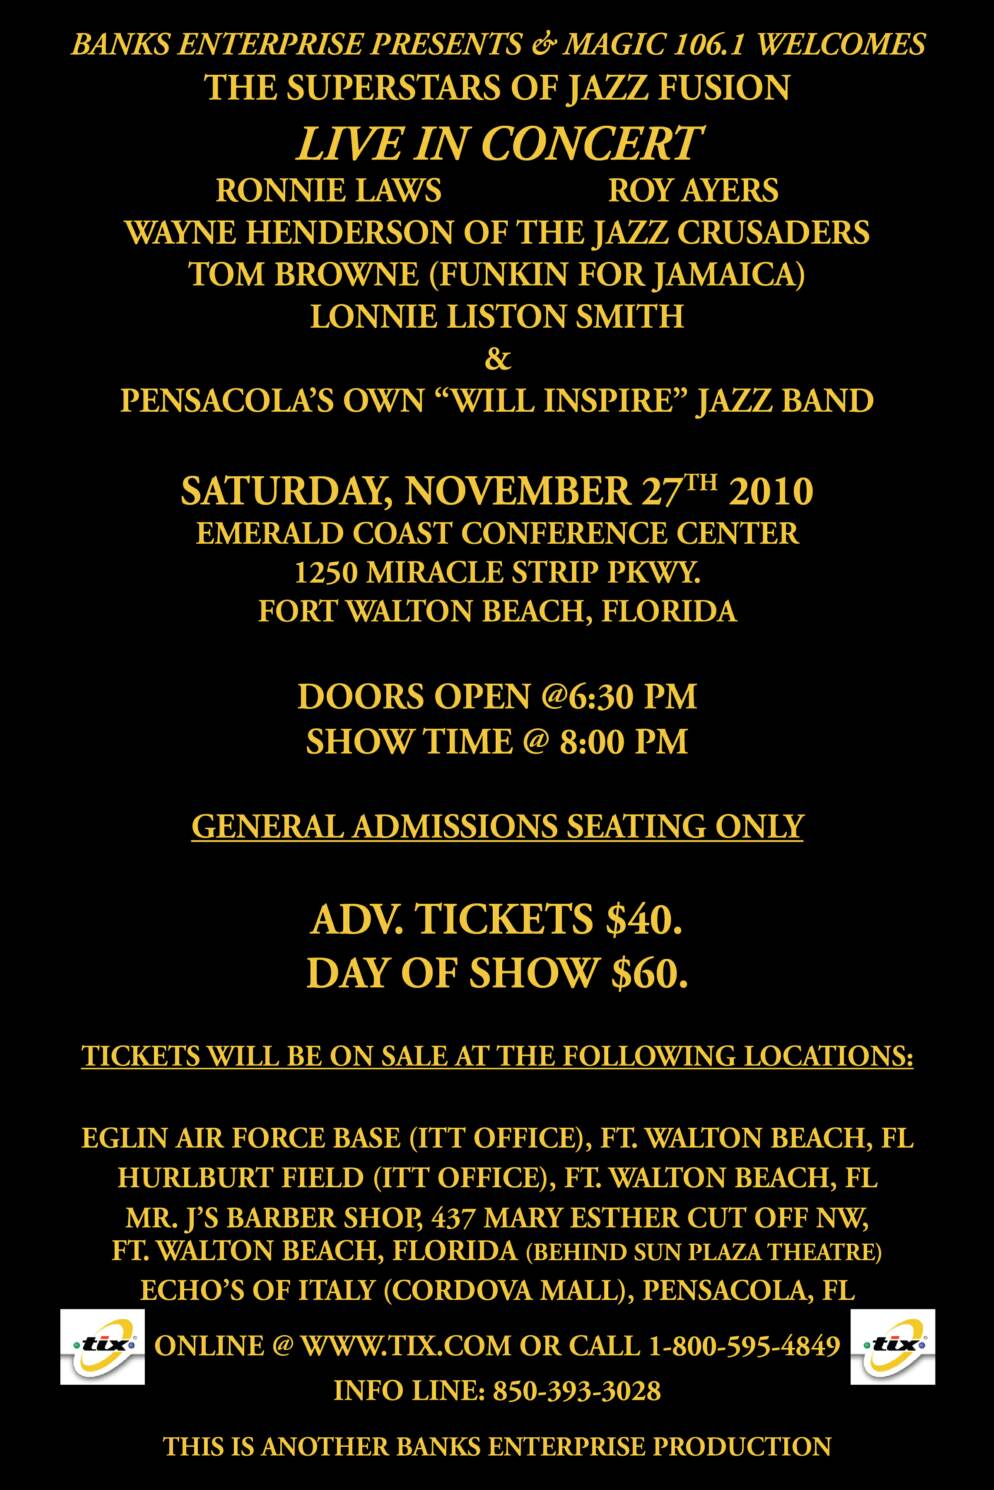 BANKS ENTERPRISE PRESENTS & MAGIC 106.1 WELCOMES
THE SUPERSTARS OF JAZZ FUSION
LIVE IN CONCERT
RONNIE LAWS ROY AYERS
WAYNE HENDERSON OF THE JAZZ CRUSADERS
TOM BROWNE (FUNKIN FOR JAMAICA)
LONNIE LISTON SMITH
&
PENSACOLA'S OWN “WILL INSPIRE” JAZZ BAND
SATURDAY, NOVEMBER 27TH 2010
EMERALD COAST CONFERENCE CENTER
1250 MIRACLE STRIP PKWY.
FORT WALTON BEACH, FLORIDA
DOORS OPEN @6:30 PM
SHOW TIME @ 8:00 PM
GENERAL ADMISSIONS SEATING ONLY
ADV. TICKETS $40.
DAY OF SHOW $60.
TICKETS WILL BE ON SALE AT THE FOLLOWING LOCATIONS:
EGLIN AIR FORCE BASE (ITT OFFICE), FT. WALTON BEACH, FL
HURLBURT FIELD (ITT OFFICE), FT. WALTON BEACH, FL
MR. J'S BARBER SHOP, 437 MARY ESTHER CUT OFF NW,
FT. WALTON BEACH, FLORIDA (BEHIND SUN PLAZA THEATRE)
ECHO'S OF ITALY (CORDOVA MALL), PENSACOLA, FL
tix ONLINE @ WWW.TIX.COM OR CALL 1-800-595-4849 tix
INFO LINE: 850-393-3028
THIS IS ANOTHER BANKS ENTERPRISE PRODUCTION